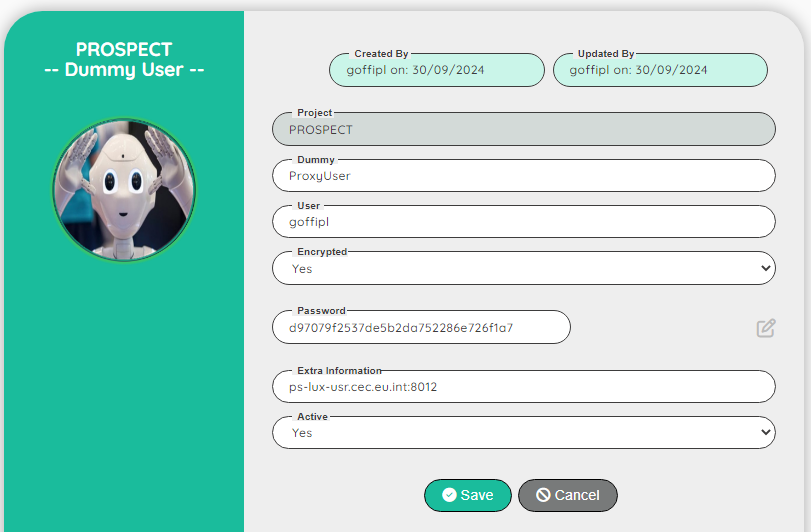 PROSPECT
-- Dummy User --
Created By
goffipl on: 30/09/2024
Updated By
goffipl on: 30/09/2024
Project
PROSPECT
Dummy
ProxyUser
User
goffipl
Encrypted
Yes
Password
d97079f2537de5b2da752286e726f1a7
Extra Information
ps-lux-usr.cec.eu.int:8012
Active
Yes
Save
Cancel